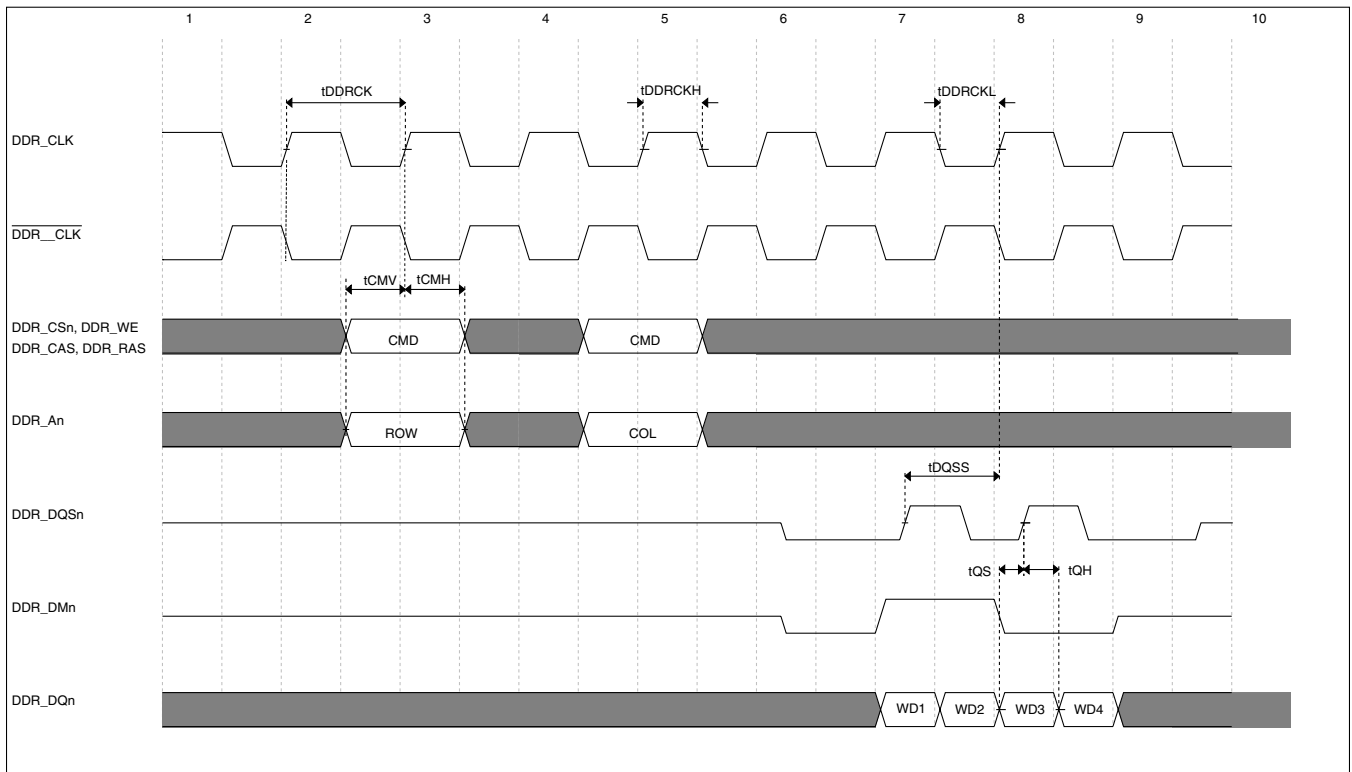 1 2 3 4 5 6 7 8 9 10
tDDRCK tDDRCKH tDDRCKL
DDR_CLK
DDR__CLK
tCMV tCMH
DDR_CSn, DDR_WE
DDR_CAS, DDR_RAS
CMD CMD
DDR_An
ROW COL
tDQSS
DDR_DQSn
tQS tQH
DDR_DMn
DDR_DQn
WD1 WD2 WD3 WD4